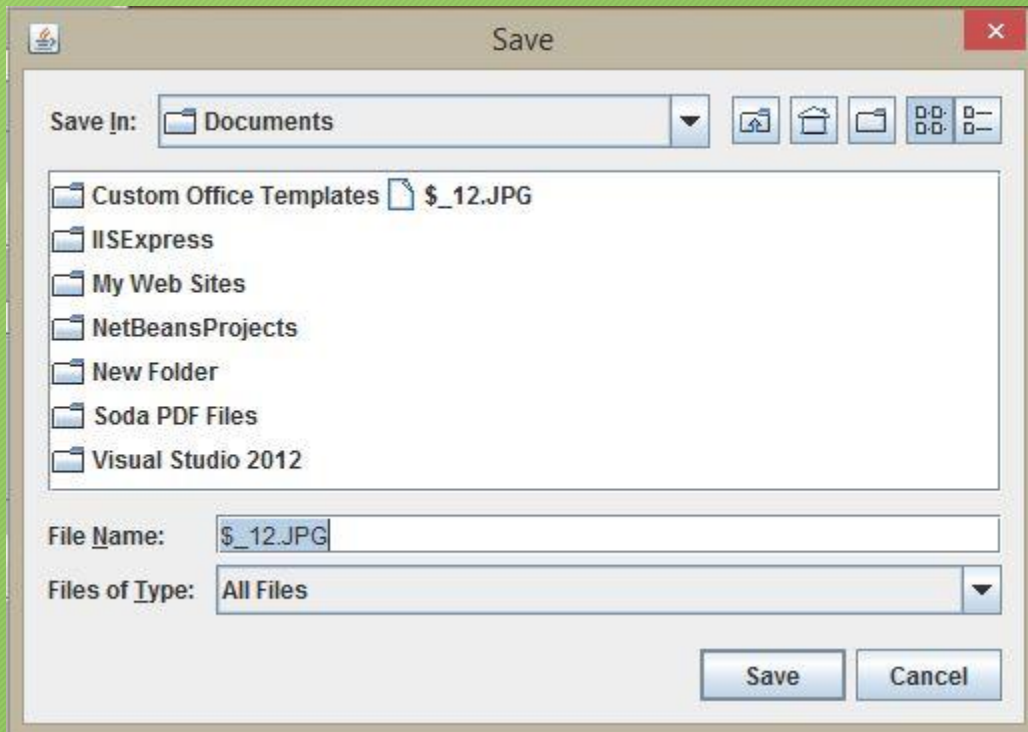 Save
Save In: Documents
Custom Office Templates $_12.JPG
IISExpress
My Web Sites
NetBeansProjects
New Folder
Soda PDF Files
Visual Studio 2012
File Name: $_12.JPG
Files of Type: All Files
Save Cancel